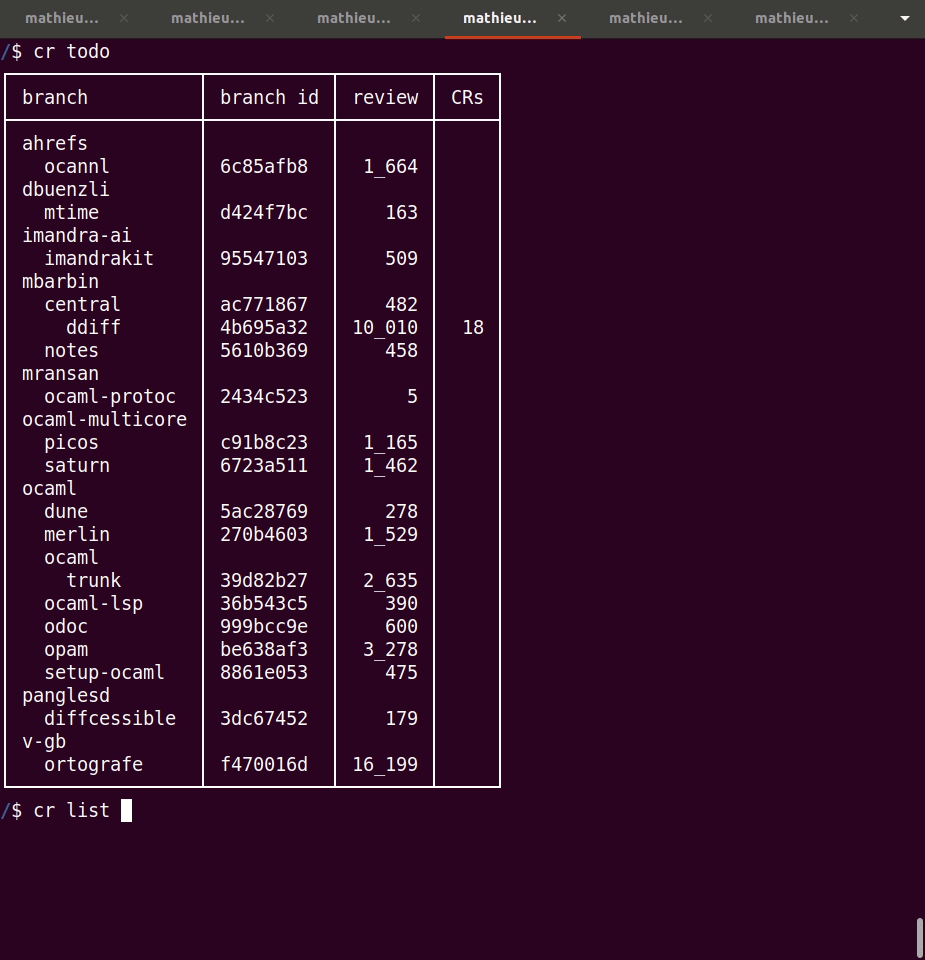 mathieu... × mathieu... × mathieu... × mathieu... × mathieu... × mathieu... ×
/$ cr todo
branch branch id review CRs
ahrefs
ocannl 6c85afb8 1_664
dbuenzli
mtime d424f7bc 163
imandra-ai
imandrakit 95547103 509
mbarbin
central ac771867 482
ddiff 4b695a32 10_010 18
notes 5610b369 458
mransan
ocaml-protoc 2434c523 5
ocaml-multicore
picos c91b8c23 1_165
saturn 6723a511 1_462
ocaml
dune 5ac28769 278
merlin 270b4603 1_529
ocaml
trunk 39d82b27 2_635
ocaml-lsp 36b543c5 390
odoc 999bcc9e 600
opam be638af3 3_278
setup-ocaml 8861e053 475
panglesd
diffcessible 3dc67452 179
v-gb
ortografe f470016d 16_199
/$ cr list